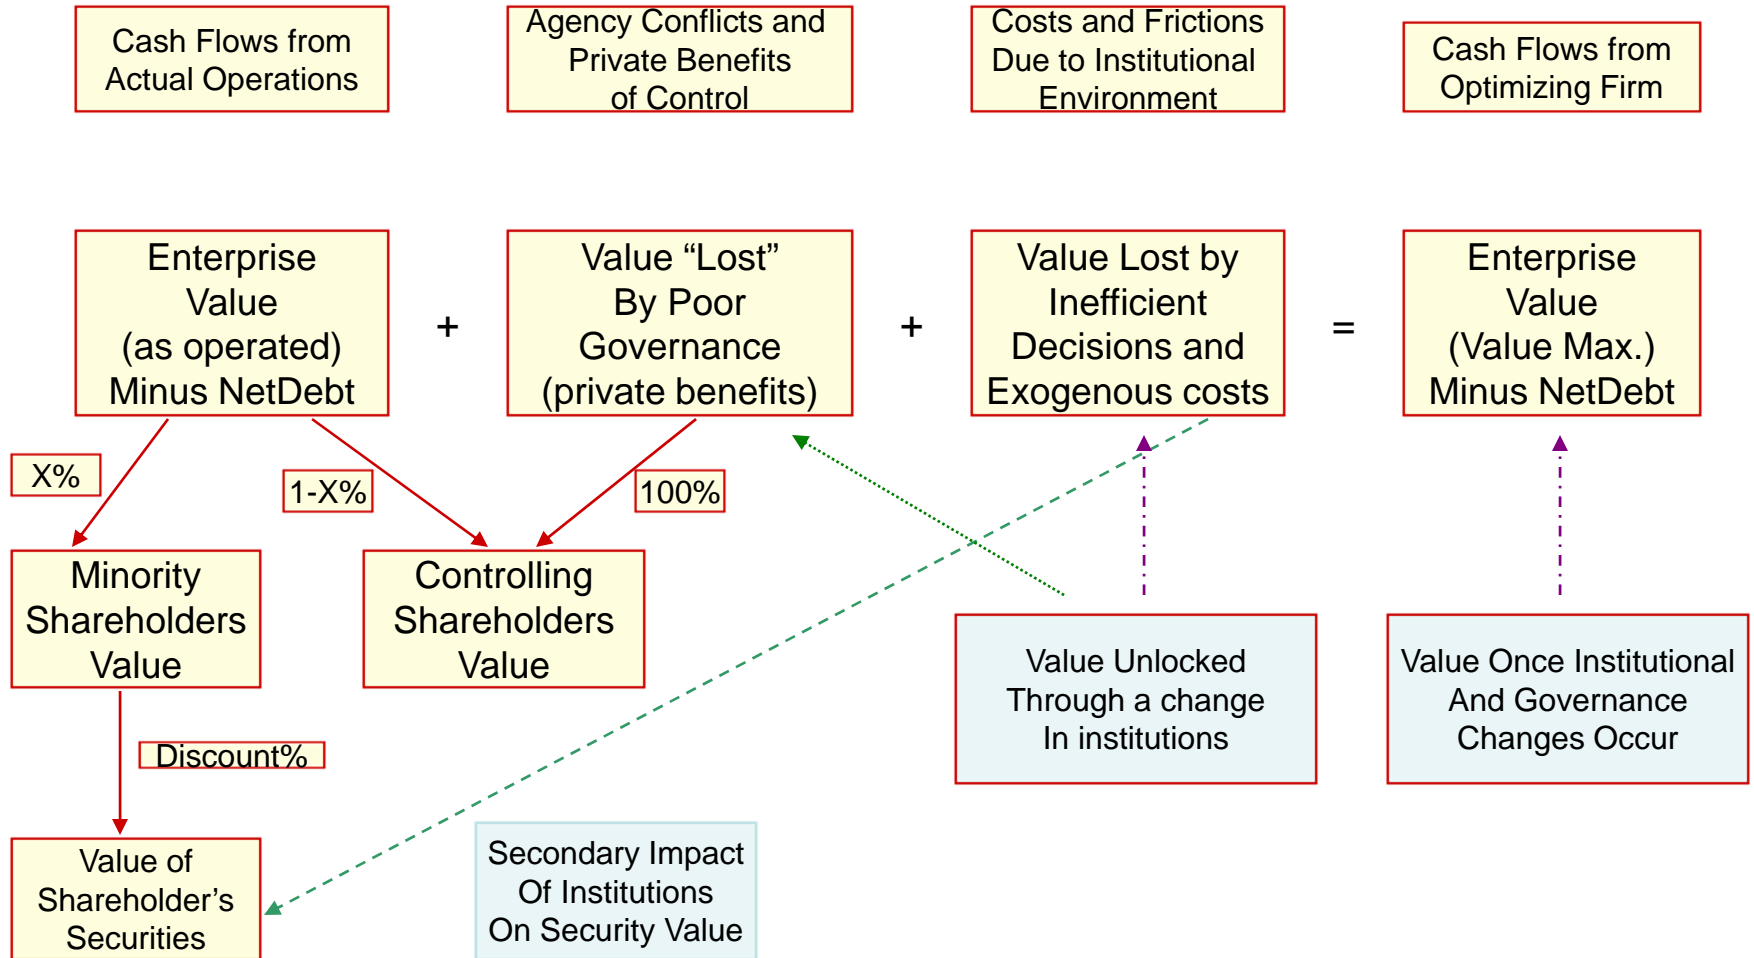 Cash Flows from
Actual Operations
Agency Conflicts and
Private Benefits
of Control
Costs and Frictions
Due to Institutional
Environment
Cash Flows from
Optimizing Firm
Enterprise
Value
(as operated)
Minus NetDebt
+
Value “Lost”
By Poor
Governance
(private benefits)
+
Value Lost by
Inefficient
Decisions and
Exogenous costs
=
Enterprise
Value
(Value Max.)
Minus NetDebt
X%
1-X%
100%
Minority
Shareholders
Value
Controlling
Shareholders
Value
Value Unlocked
Through a change
In institutions
Value Once Institutional
And Governance
Changes Occur
Discount%
Value of
Shareholder’s
Securities
Secondary Impact
Of Institutions
On Security Value